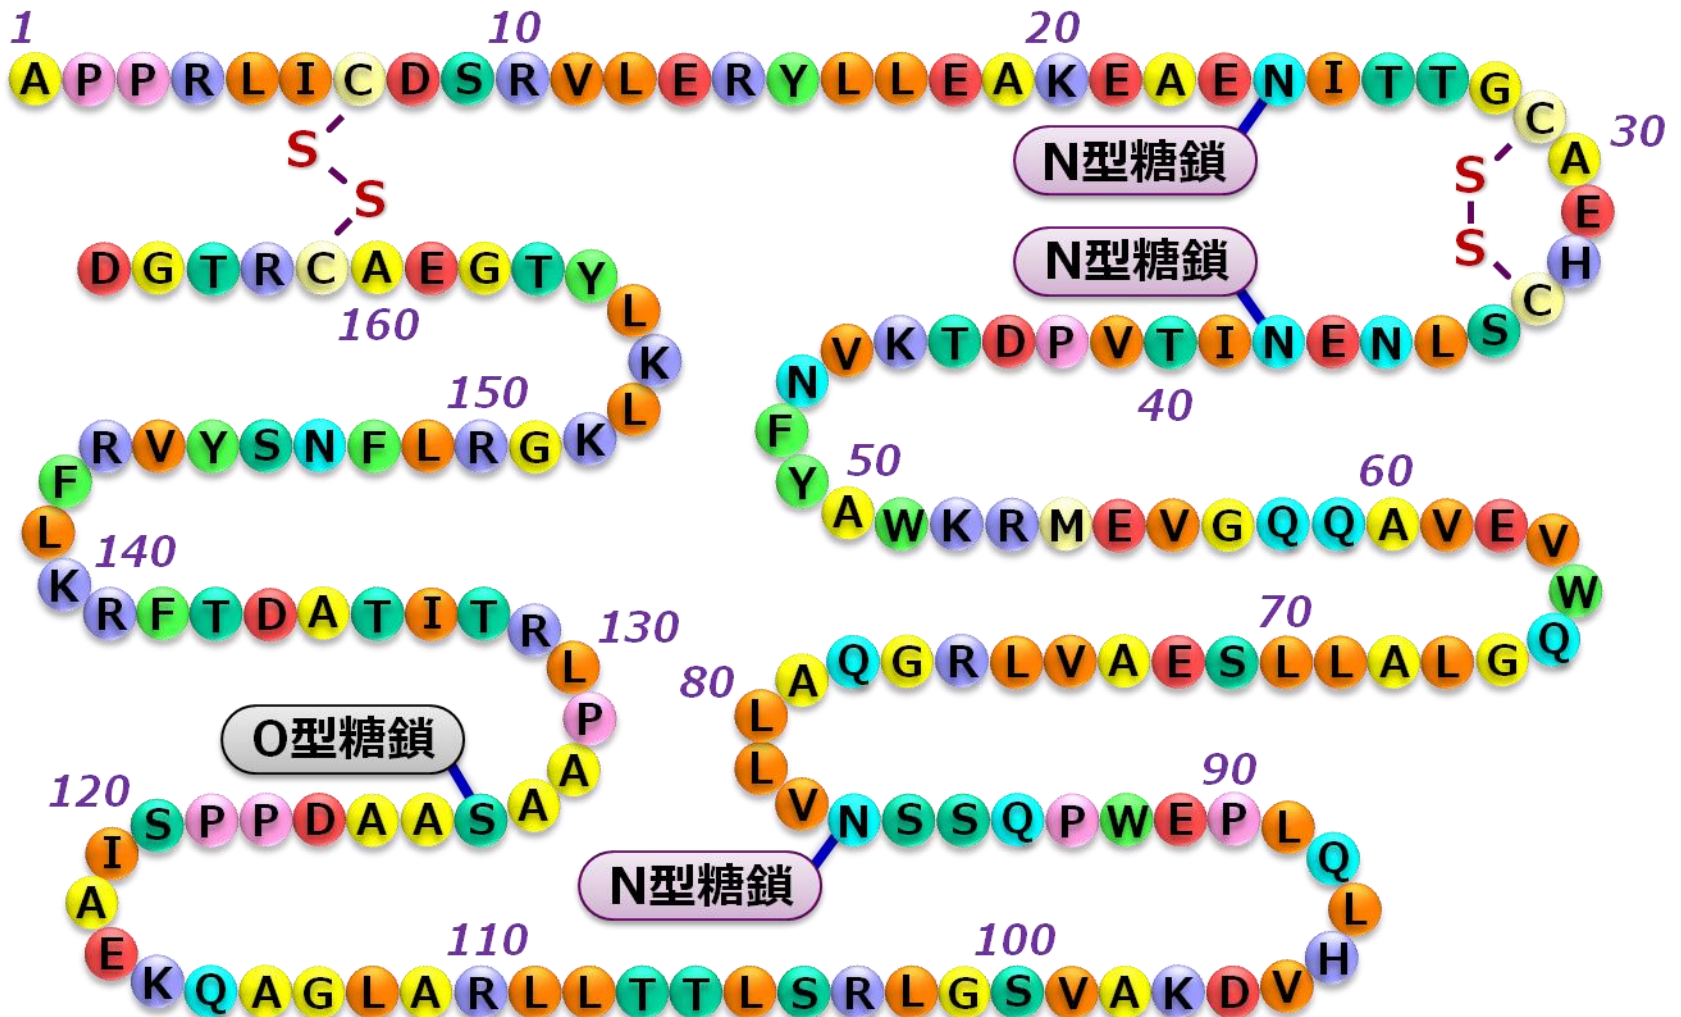 1 10 20
A P P R L I C D S R V L E R Y L L E A K E A E N I T T G C A E H C
30
S S
N型糖鎖
S S
N型糖鎖
S L N E N I T V P D T K V N F Y
40
50 60
A W K R M E V G Q Q A V E V W Q
70
G L A L L S E A V L R G Q A L L V
80
90
N S S Q P W E P L Q L H
N型糖鎖
100 110
V D K A V S G L R S L T T L L R A L G A Q K E A I
120
S P P D A A S A A P L
O型糖鎖
130
R T I T A D T F R K L F
140
150
R V Y S N F L R G K L K L Y
160
T G E A C R T G D